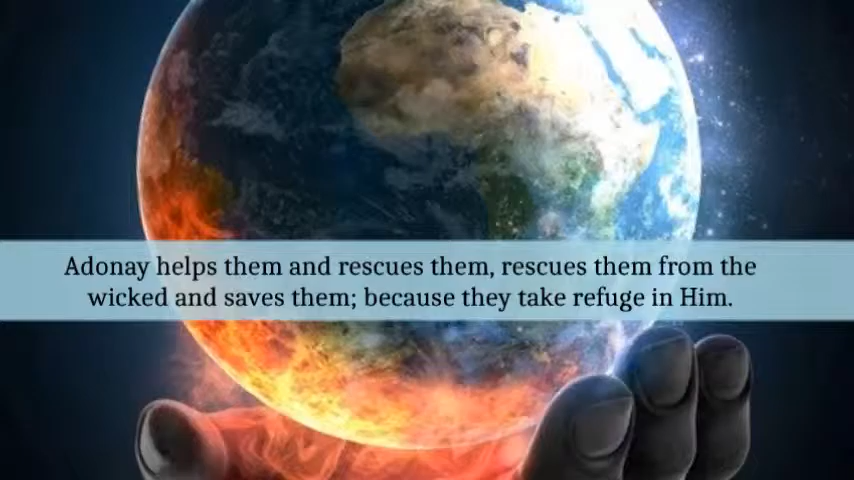 Adonay helps them and rescues them, rescues them from the
wicked and saves them; because they take refuge in Him.